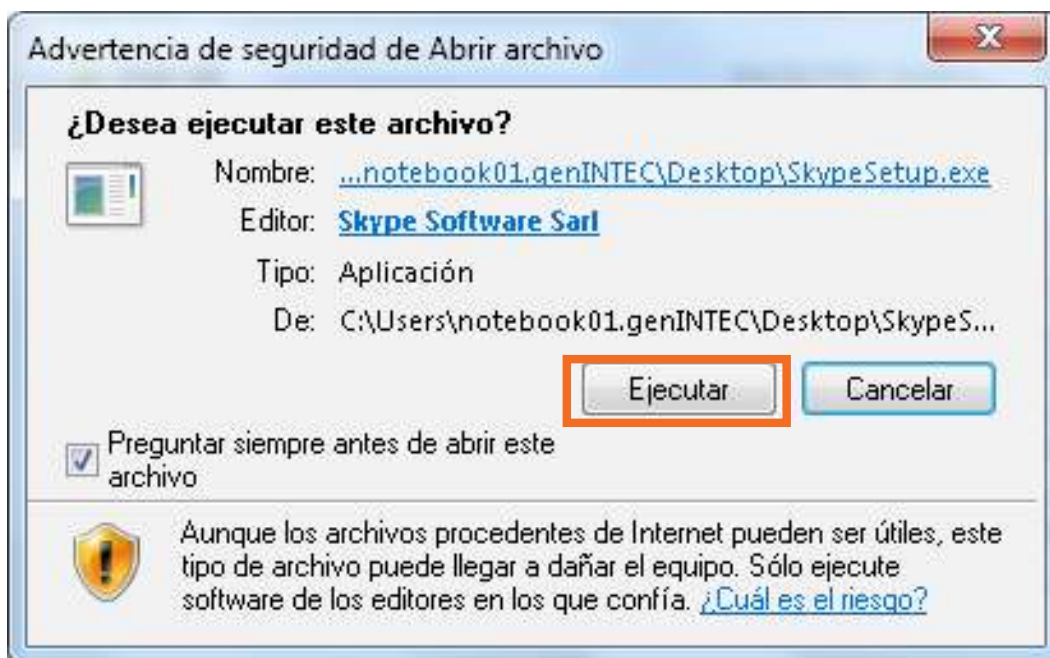 Advertencia de seguridad de Abrir archivo
¿Desea ejecutar este archivo?
Nombre: ...notebook01.genINTEC\Desktop\SkypeSetup.exe
Editor: Skype Software Sarl
Tipo: Aplicación
De: C:\Users\notebook01.genINTEC\Desktop\SkypeS...
Ejecutar Cancelar
Preguntar siempre antes de abrir este
archivo
Aunque los archivos procedentes de Internet pueden ser útiles, este
tipo de archivo puede llegar a dañar el equipo. Sólo ejecute
software de los editores en los que confía. ¿Cuál es el riesgo?